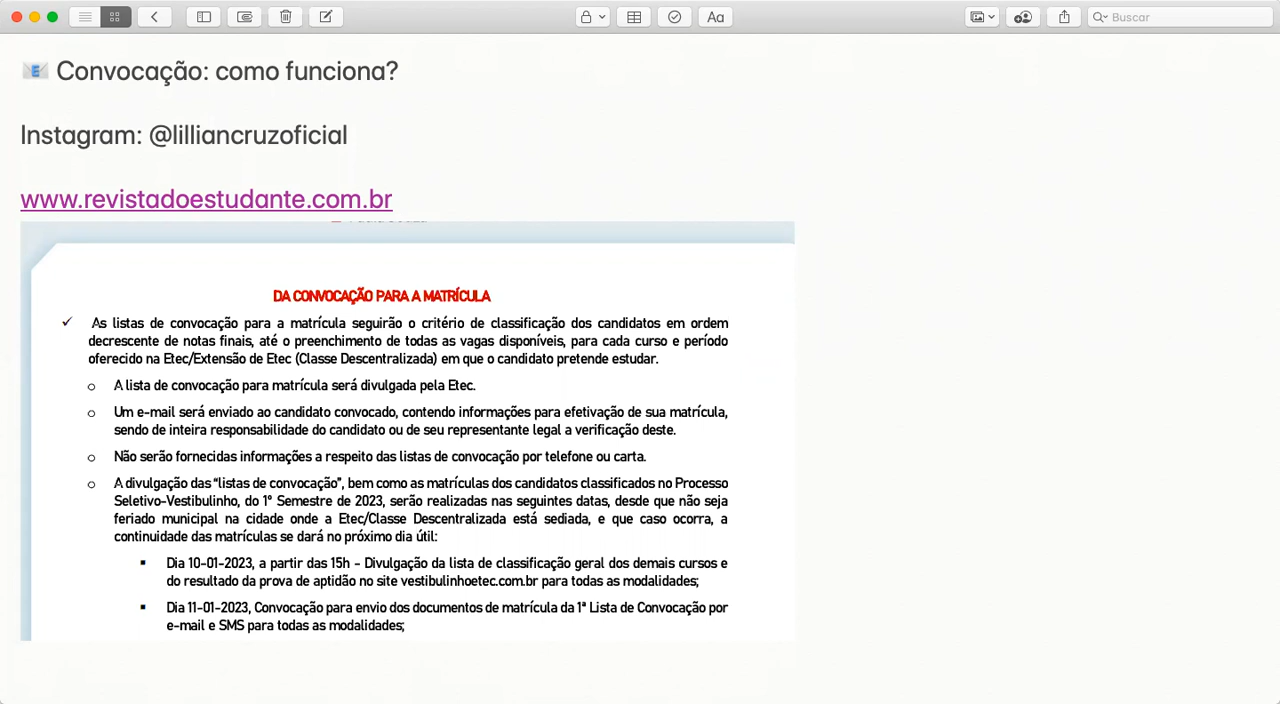 Aa
Buscar
Convocação: como funciona?
Instagram: @lilliancruzoficial
www.revistadoestudante.com.br
DA CONVOCAÇÃO PARA A MATRÍCULA
✓ As listas de convocação para a matrícula seguirão o critério de classificação dos candidatos em ordem
decrescente de notas finais, até o preenchimento de todas as vagas disponíveis, para cada curso e período
oferecido na Etec/Extensão de Etec (Classe Descentralizada) em que o candidato pretende estudar.
o A lista de convocação para matrícula será divulgada pela Etec.
o Um e-mail será enviado ao candidato convocado, contendo informações para efetivação de sua matrícula,
sendo de inteira responsabilidade do candidato ou de seu representante legal a verificação deste.
o Não serão fornecidas informações a respeito das listas de convocação por telefone ou carta.
o A divulgação das “listas de convocação”, bem como as matrículas dos candidatos classificados no Processo
Seletivo-Vestibulinho, do 1º Semestre de 2023, serão realizadas nas seguintes datas, desde que não seja
feriado municipal na cidade onde a Etec/Classe Descentralizada está sediada, e que caso ocorra, a
continuidade das matrículas se dará no próximo dia útil:
▪ Dia 10-01-2023, a partir das 15h - Divulgação da lista de classificação geral dos demais cursos e
do resultado da prova de aptidão no site vestibulinhoetec.com.br para todas as modalidades;
▪ Dia 11-01-2023, Convocação para envio dos documentos de matrícula da 1ª Lista de Convocação por
e-mail e SMS para todas as modalidades;